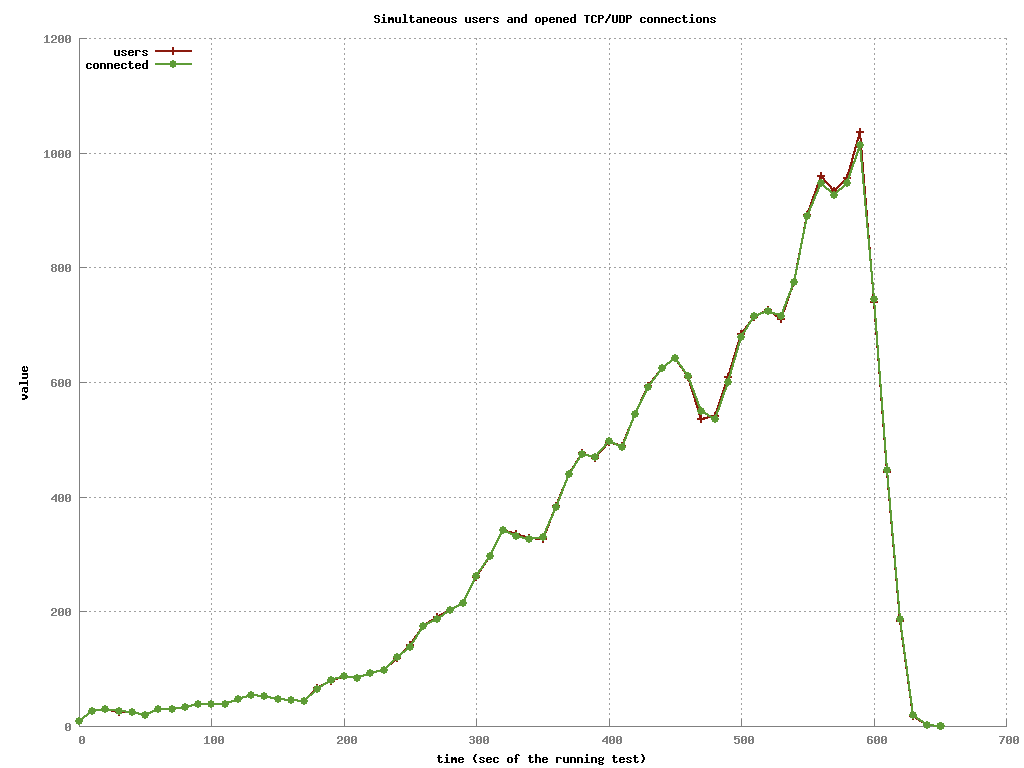 Simultaneous users and opened TCP/UDP connections
1200
users
connected
1000
800
value
600
400
200
0
0 100 200 300 400 500 600 700
time (sec of the running test)